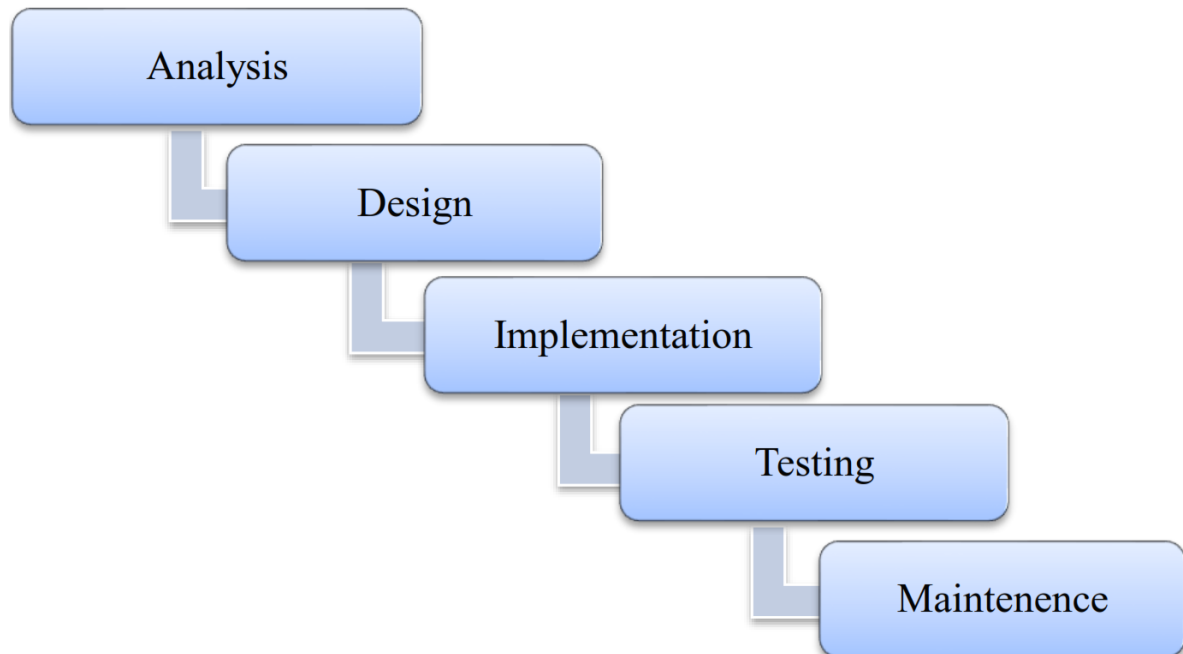 Analysis
Design
Implementation
Testing
Maintenence